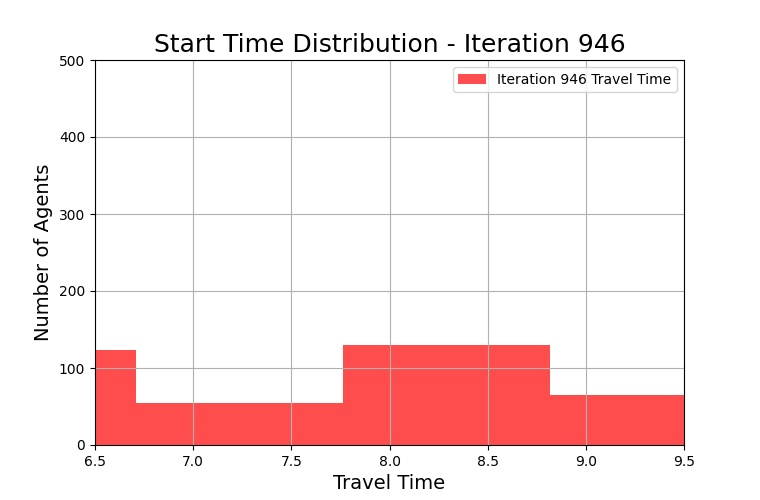 Start Time Distribution - Iteration 946
Iteration 946 Travel Time
Number of Agents
500
400
300
200
100
0
6.5 7.0 7.5 8.0 8.5 9.0 9.5
Travel Time